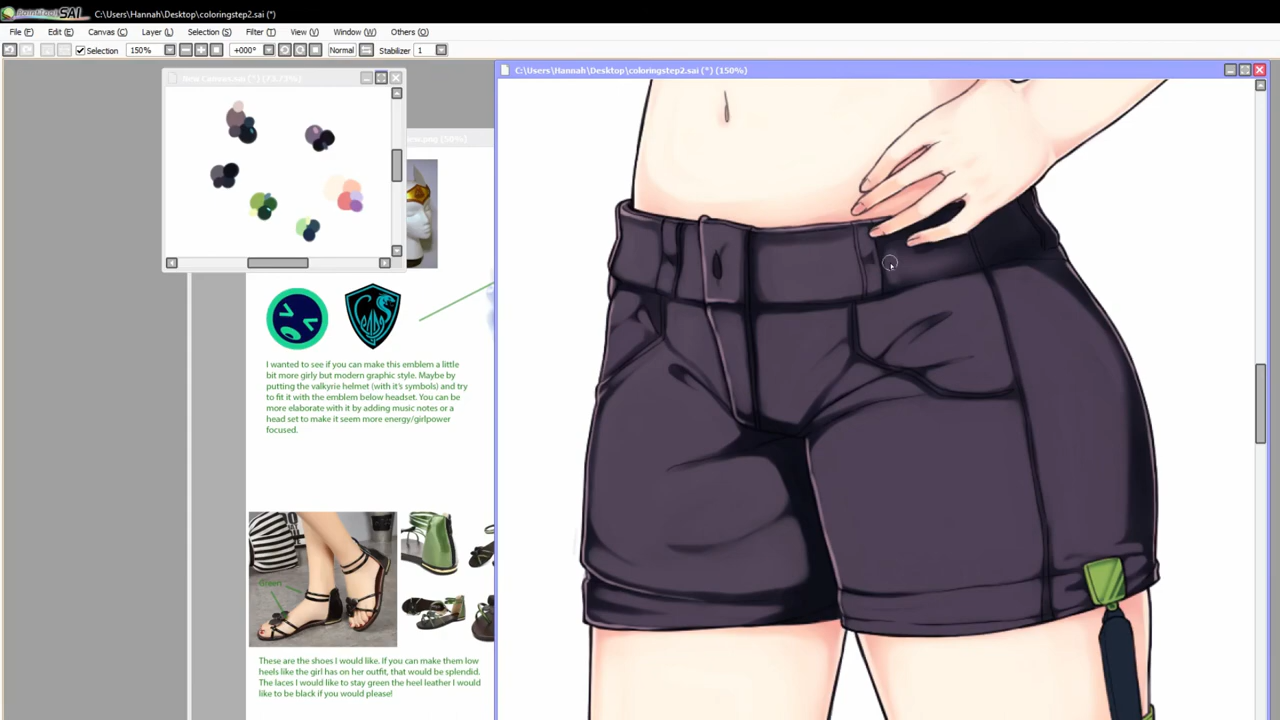 PaintTool SAI C:\Users\Hannah\Desktop\coloringstep2.sai (*)
File (F) Edit (E) Canvas (C) Layer (L) Selection (S) Filter (T) View (V) Window (W) Others (O)
Selection 150% +000° Normal Stabilizer 1
C:\Users\Hannah\Desktop\coloringstep2.sai (*) (150%)
I wanted to see if you can make this emblem a little
bit more girly but modern graphic style. Maybe by
putting the valkyrie helmet (with it's symbols) and try
to fit it with the emblem below headset. You can be
more elaborate with it by adding music notes or a
head set to make it seem more energy/girlpower
focused.
Green
These are the shoes I would like. If you can make them low
heels like the girl has on her outfit, that would be splendid.
The laces I would like to stay green the heel leather I would
like to be black if you would please!